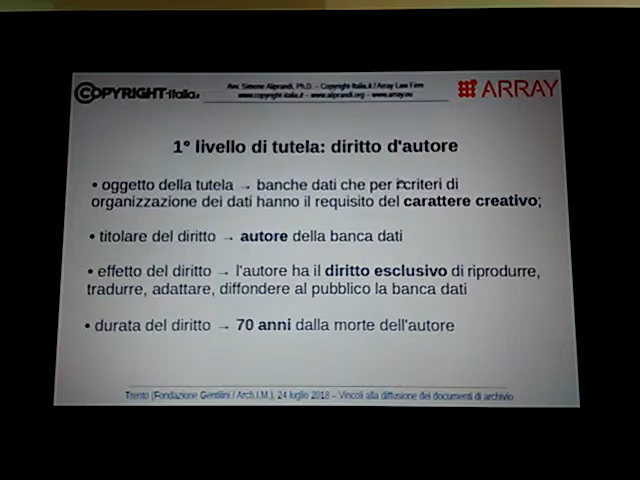 COPYRIGHT-Italia.it
Avv. Simone Aliprandi, Ph.D. – Copyright-Italia.it / Array Law Firm
www.copyright-italia.it – www.aliprandi.org – www.array.eu
ARRAY
1° livello di tutela: diritto d'autore
• oggetto della tutela → banche dati che per i criteri di
organizzazione dei dati hanno il requisito del carattere creativo;
• titolare del diritto → autore della banca dati
• effetto del diritto → l'autore ha il diritto esclusivo di riprodurre,
tradurre, adattare, diffondere al pubblico la banca dati
• durata del diritto → 70 anni dalla morte dell'autore
Trento (Fondazione Gentilini / Arch.I.M.), 24 luglio 2018 – Vincoli alla diffusione dei documenti di archivio